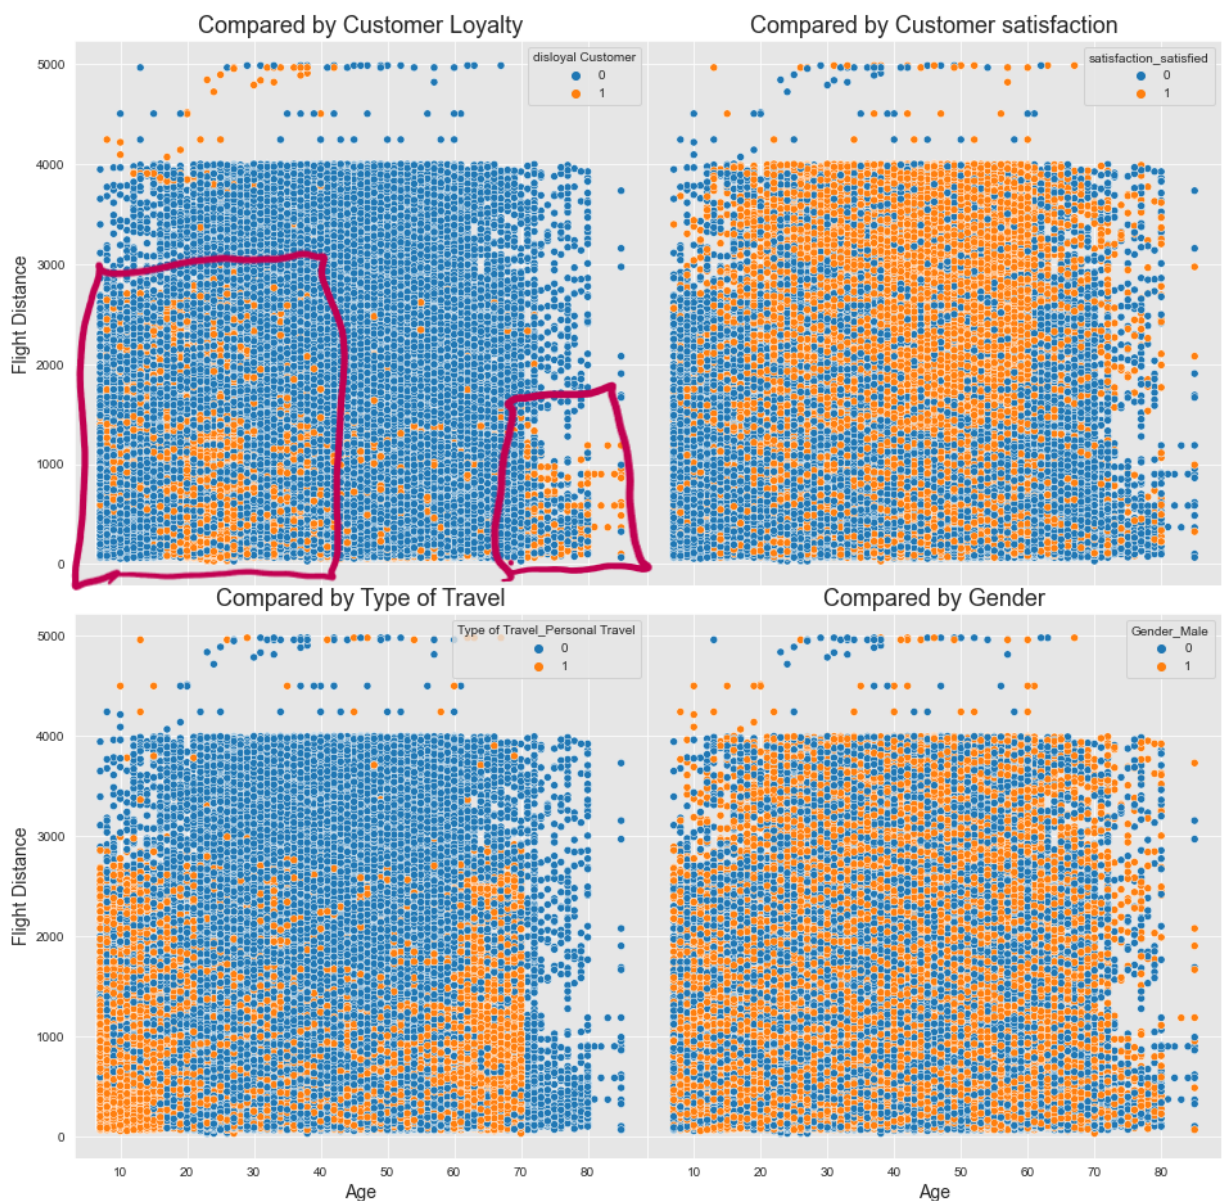 Compared by Customer Loyalty
Compared by Customer satisfaction
disloyal Customer
0
1
satisfaction_satisfied
0
1
5000
4000
3000
2000
1000
0
Flight Distance
Compared by Type of Travel
Compared by Gender
Type of Travel_Personal Travel
0
1
Gender_Male
0
1
5000
4000
3000
2000
1000
0
Flight Distance
10 20 30 40 50 60 70 80
10 20 30 40 50 60 70 80
Age
Age